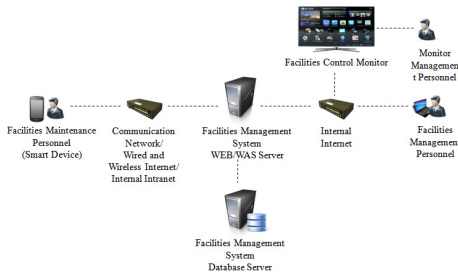 Facilities Control Monitor
Monitor
Managemen
t Personnel
Facilities Maintenance
Personnel
(Smart Device)
Communication
Network/
Wired and
Wireless Internet/
Internal Intranet
Facilities Management
System
WEB/WAS Server
Internal
Internet
Facilities
Management
Personnel
Facilities Management
System
Database Server